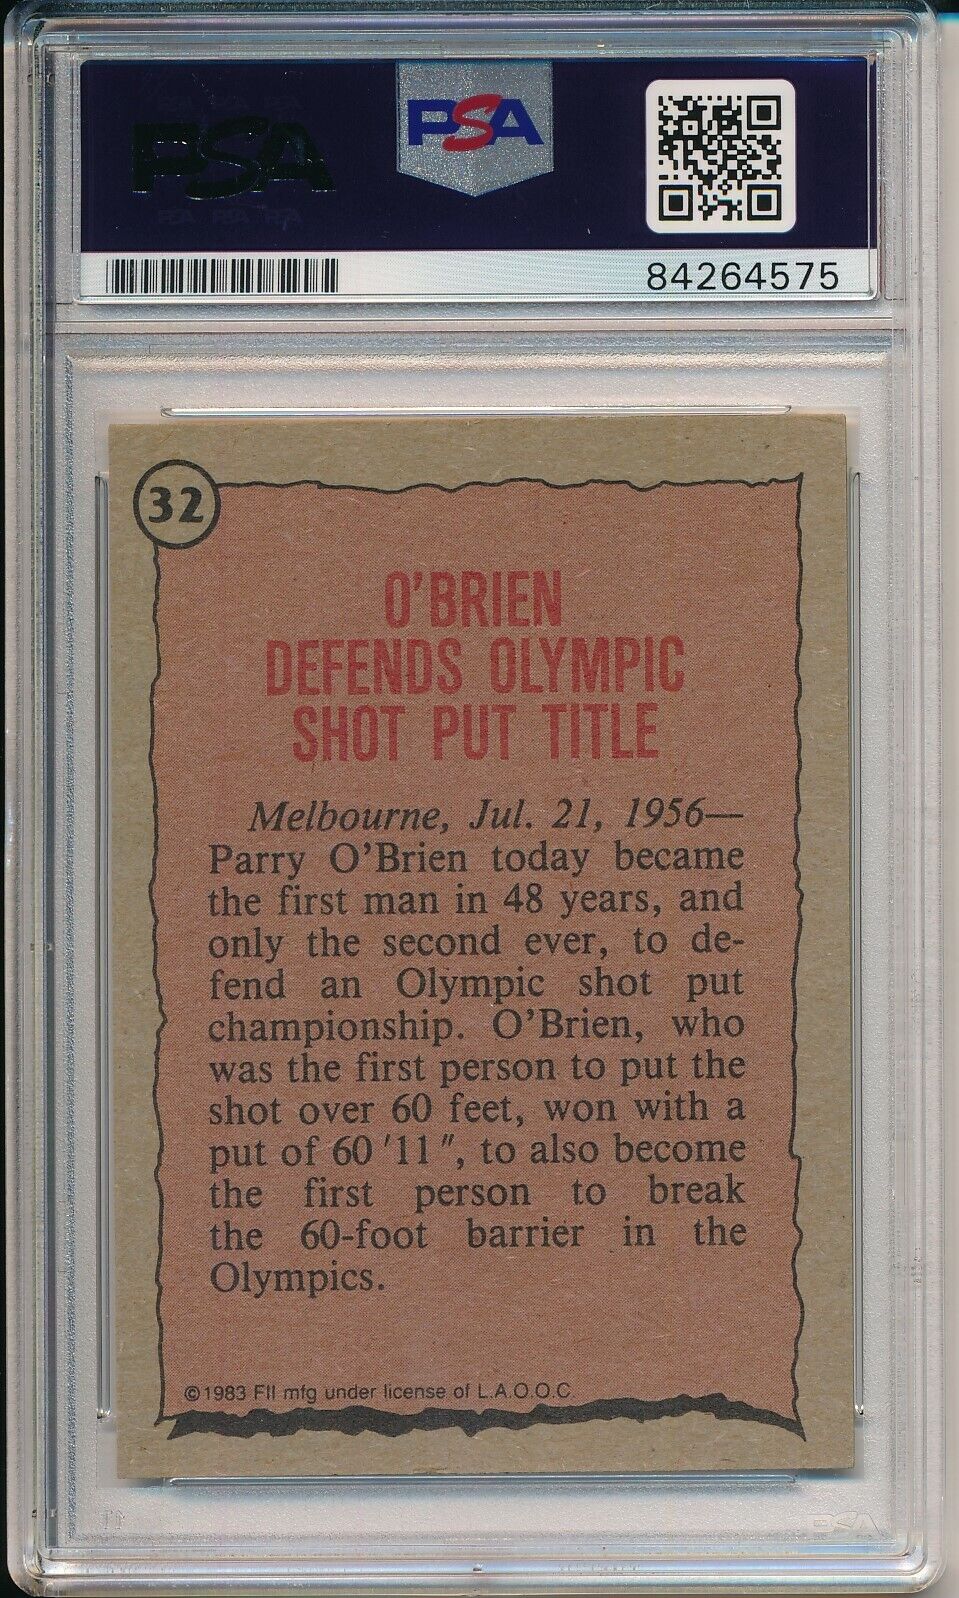 PSA
PSA
84264575
32
O'BRIEN
DEFENDS OLYMPIC
SHOT PUT TITLE
Melbourne, Jul. 21, 1956—
Parry O'Brien today became
the first man in 48 years, and
only the second ever, to de-
fend an Olympic shot put
championship. O'Brien, who
was the first person to put the
shot over 60 feet, won with a
put of 60 '11", to also become
the first person to break
the 60-foot barrier in the
Olympics.
©1983 FII mfg under license of L.A.O.O.C.
PSA